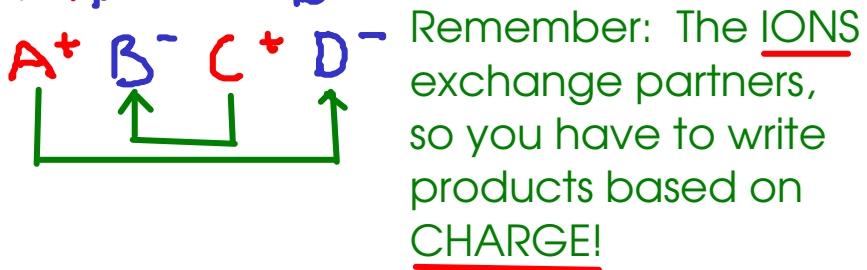 A⁺ B⁻ C⁺ D⁻
Remember: The IONS
exchange partners,
so you have to write
products based on
CHARGE!